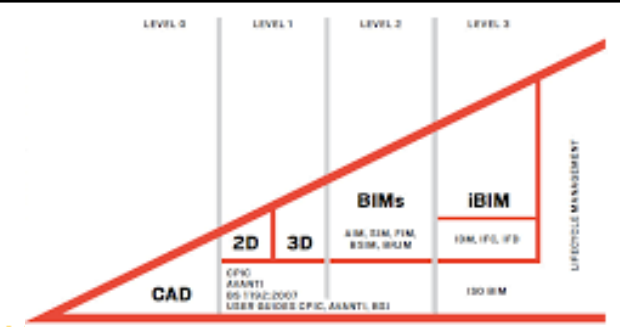 LEVEL 0
LEVEL 1
LEVEL 2
LEVEL 3
BIMs
iBIM
2D
3D
AIM, SIM, FIM,
BSIM, BRIM
IDM, IFC, IFD
LIFECYCLE MANAGEMENT
CAD
CPIC
AVANTI
BS 1192:2007
USER GUIDES CPIC, AVANTI, BSI
ISO BIM